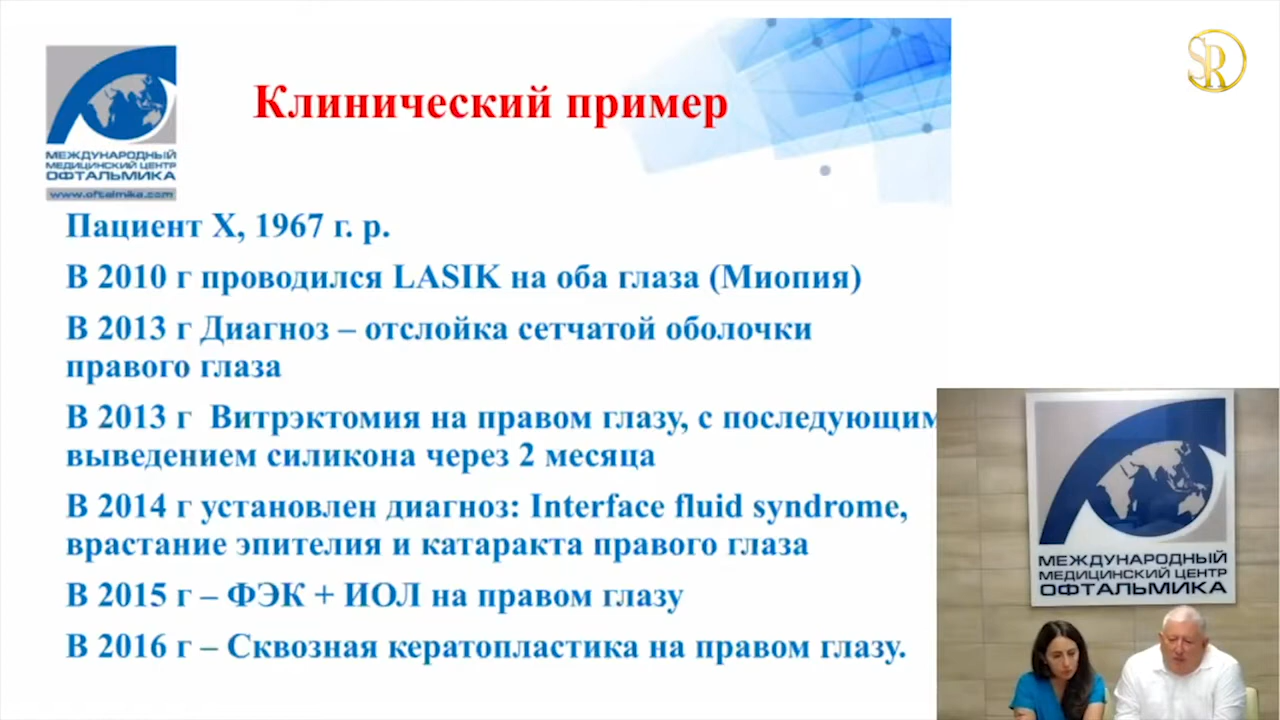 SR
Клинический пример
МЕЖДУНАРОДНЫЙ
МЕДИЦИНСКИЙ ЦЕНТР
ОФТАЛЬМИКА
www.oftalmika.com
Пациент Х, 1967 г. р.
В 2010 г проводился LASIK на оба глаза (Миопия)
В 2013 г Диагноз – отслойка сетчатой оболочки
правого глаза
В 2013 г Витрэктомия на правом глазу, с последующим
выведением силикона через 2 месяца
В 2014 г установлен диагноз: Interface fluid syndrome,
врастание эпителия и катаракта правого глаза
В 2015 г – ФЭК + ИОЛ на правом глазу
В 2016 г – Сквозная кератопластика на правом глазу.
МЕЖДУНАРОДНЫЙ
МЕДИЦИНСКИЙ ЦЕНТР
ОФТАЛЬМИКА